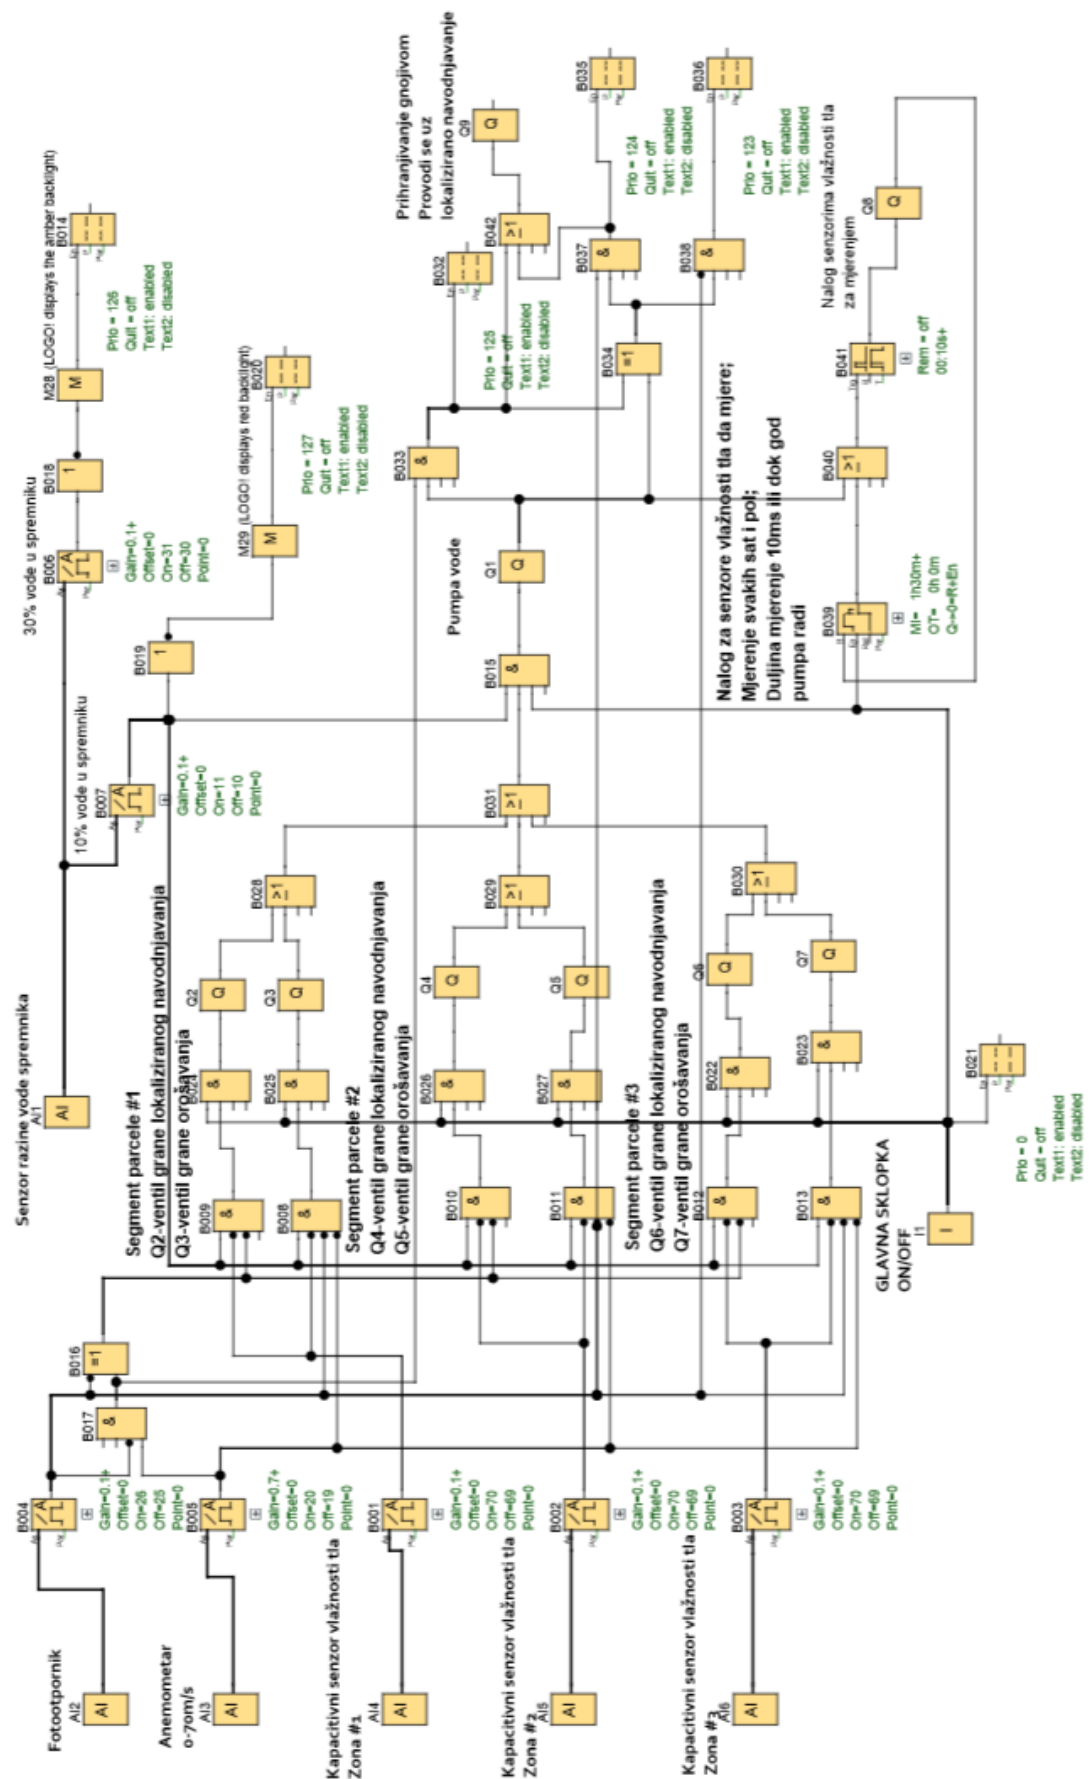 Fotootpornik
AI2
AI
B004
/A
Gain=0.1+
Offset=0
On=26
Off=25
Point=0
Anemometar
0-70m/s
AI3
AI
B005
/A
Gain=0.7+
Offset=0
On=20
Off=19
Point=0
Kapacitivni senzor vlažnosti tla
Zona #1
AI4
AI
B001
/A
Gain=0.1+
Offset=0
On=70
Off=69
Point=0
Kapacitivni senzor vlažnosti tla
Zona #2
AI5
AI
B002
/A
Gain=0.1+
Offset=0
On=70
Off=69
Point=0
Kapacitivni senzor vlažnosti tla
Zona #3
AI6
AI
B003
/A
Gain=0.1+
Offset=0
On=70
Off=69
Point=0
B017
&
B016
=1
Senzor razine vode spremnika
AI1
AI
Segment parcele #1
Q2-ventil grane lokaliziranog navodnjavanja
Q3-ventil grane orošavanja
B009
&
B008
&
B024
&
B025
&
Q2
Q
Q3
Q
B028
>1
Segment parcele #2
Q4-ventil grane lokaliziranog navodnjavanja
Q5-ventil grane orošavanja
B010
&
B011
&
B026
&
B027
&
Q4
Q
Q5
Q
B029
>1
Segment parcele #3
Q6-ventil grane lokaliziranog navodnjavanja
Q7-ventil grane orošavanja
B012
&
B013
&
B022
&
B023
&
Q6
Q
Q7
Q
B030
>1
GLAVNA SKLOPKA
ON/OFF
I1
I
B021
Prio = 0
Quit = off
Text1: enabled
Text2: disabled
10% vode u spremniku
B007
/A
Gain=0.1+
Offset=0
On=11
Off=10
Point=0
B031
>1
30% vode u spremniku
B006
/A
Gain=0.1+
Offset=0
On=31
Off=30
Point=0
B018
1
M28 (LOGO! displays the amber backlight)
M
B014
Prio = 126
Quit = off
Text1: enabled
Text2: disabled
B019
1
M29 (LOGO! displays red backlight)
M
B020
Prio = 127
Quit = off
Text1: enabled
Text2: disabled
B015
&
Pumpa vode
Q1
Q
B033
&
B032
Prio = 125
Quit = off
Text1: enabled
Text2: disabled
B034
=1
B042
>1
Q9
Q
Prihranjivanje gnojivom
Provodi se uz
lokalizirano navodnjavanje
B037
&
B035
Prio = 124
Quit = off
Text1: enabled
Text2: disabled
B038
&
B036
Prio = 123
Quit = off
Text1: enabled
Text2: disabled
Nalog za senzore vlažnosti tla da mjere;
Mjerenje svakih sat i pol;
Duljina mjerenje 10ms ili dok god
pumpa radi
B039
MI= 1h30m+
OT= 0h 0m
Q->0=R+En
B040
>1
B041
Rem = off
00:10s+
Nalog senzorima vlažnosti tla
za mjerenjem
Q8
Q